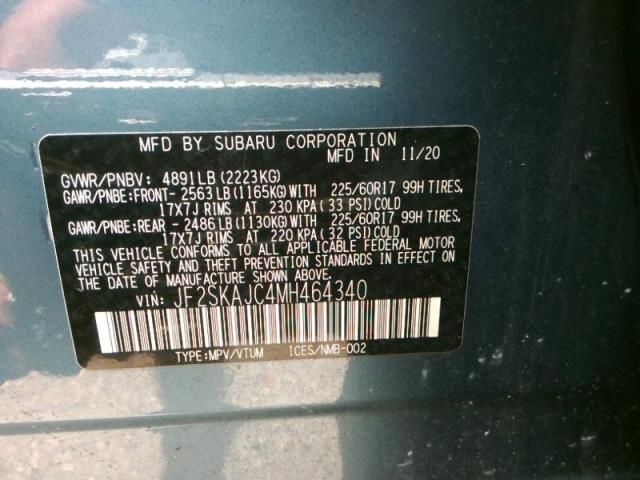 MFD BY SUBARU CORPORATION
MFD IN 11/20
GVWR/PNBV: 4891LB (2223KG)
GAWR/PNBE:FRONT- 2563 LB (1165KG) WITH 225/60R17 99H TIRES,
17X7J RIMS AT 230 KPA ( 33 PSI) COLD
GAWR/PNBE:REAR - 2486 LB (1130KG) WITH 225/60R17 99H TIRES,
17X7J RIMS AT 220 KPA ( 32 PSI) COLD
THIS VEHICLE CONFORMS TO ALL APPLICABLE FEDERAL MOTOR
VEHICLE SAFETY AND THEFT PREVENTION STANDARDS IN EFFECT ON
THE DATE OF MANUFACTURE SHOWN ABOVE.
VIN: JF2SKAJC4MH464340
TYPE:MPV/VTUM ICES/NMB-002